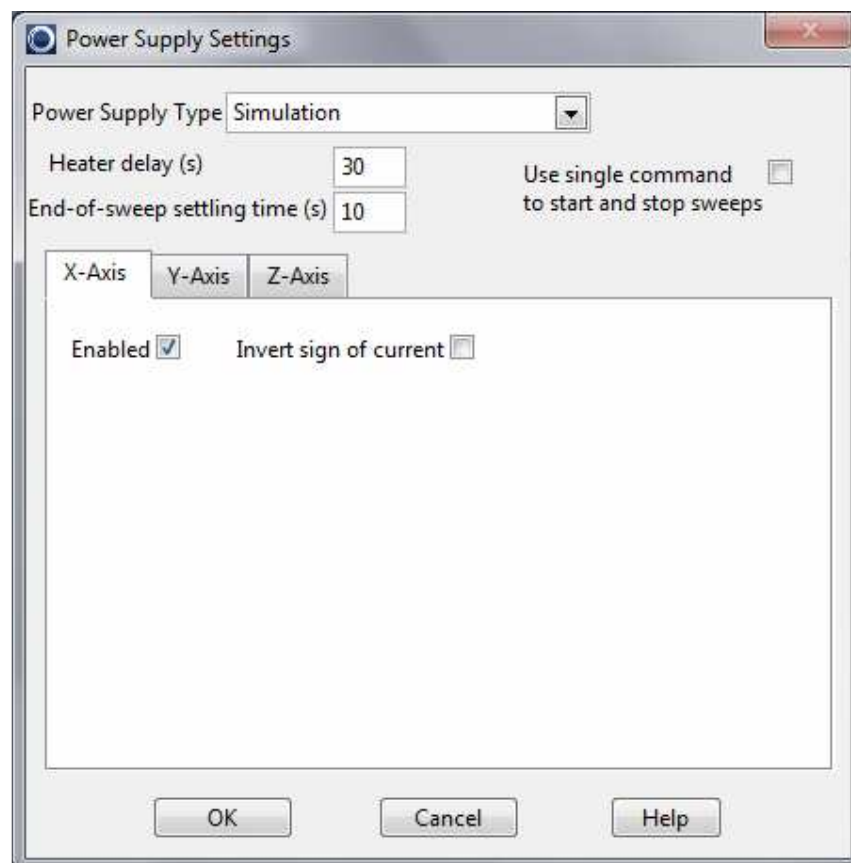 Power Supply Settings
Power Supply Type Simulation
Heater delay (s) 30
End-of-sweep settling time (s) 10
Use single command
to start and stop sweeps
X-Axis Y-Axis Z-Axis
Enabled Invert sign of current
OK Cancel Help